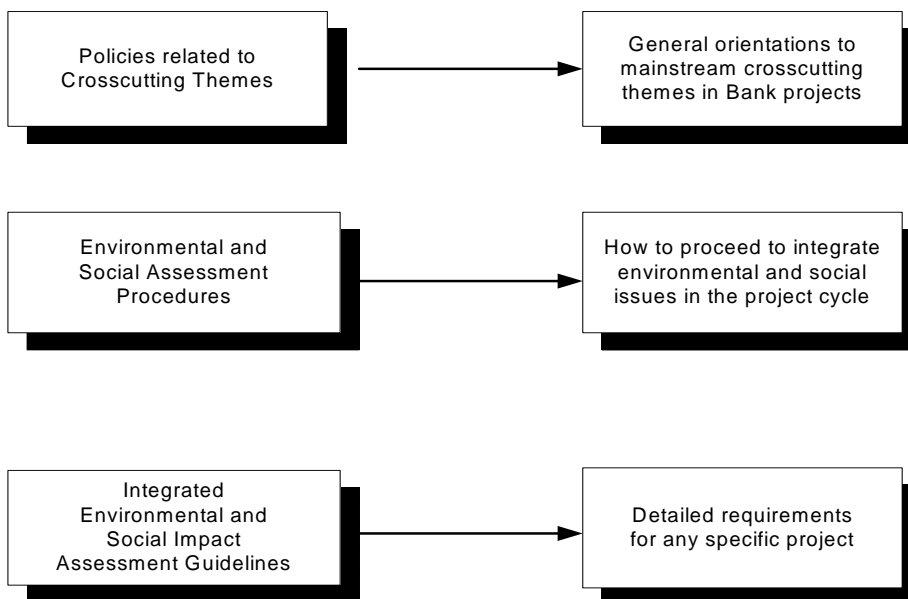 Policies related to
Crosscutting Themes
General orientations to
mainstream crosscutting
themes in Bank projects
Environmental and
Social Assessment
Procedures
How to proceed to integrate
environmental and social
issues in the project cycle
Integrated
Environmental and
Social Impact
Assessment Guidelines
Detailed requirements
for any specific project